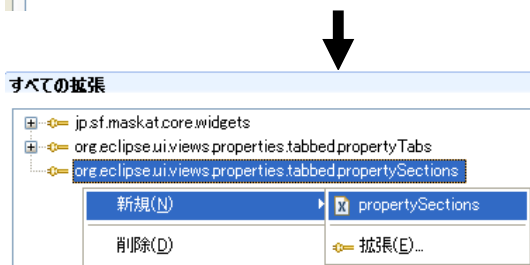 すべての拡張
jp.sf.maskat.core.widgets
org.eclipse.ui.views.properties.tabbed.propertyTabs
org.eclipse.ui.views.properties.tabbed.propertySections
新規(N)
propertySections
削除(D)
拡張(E)...